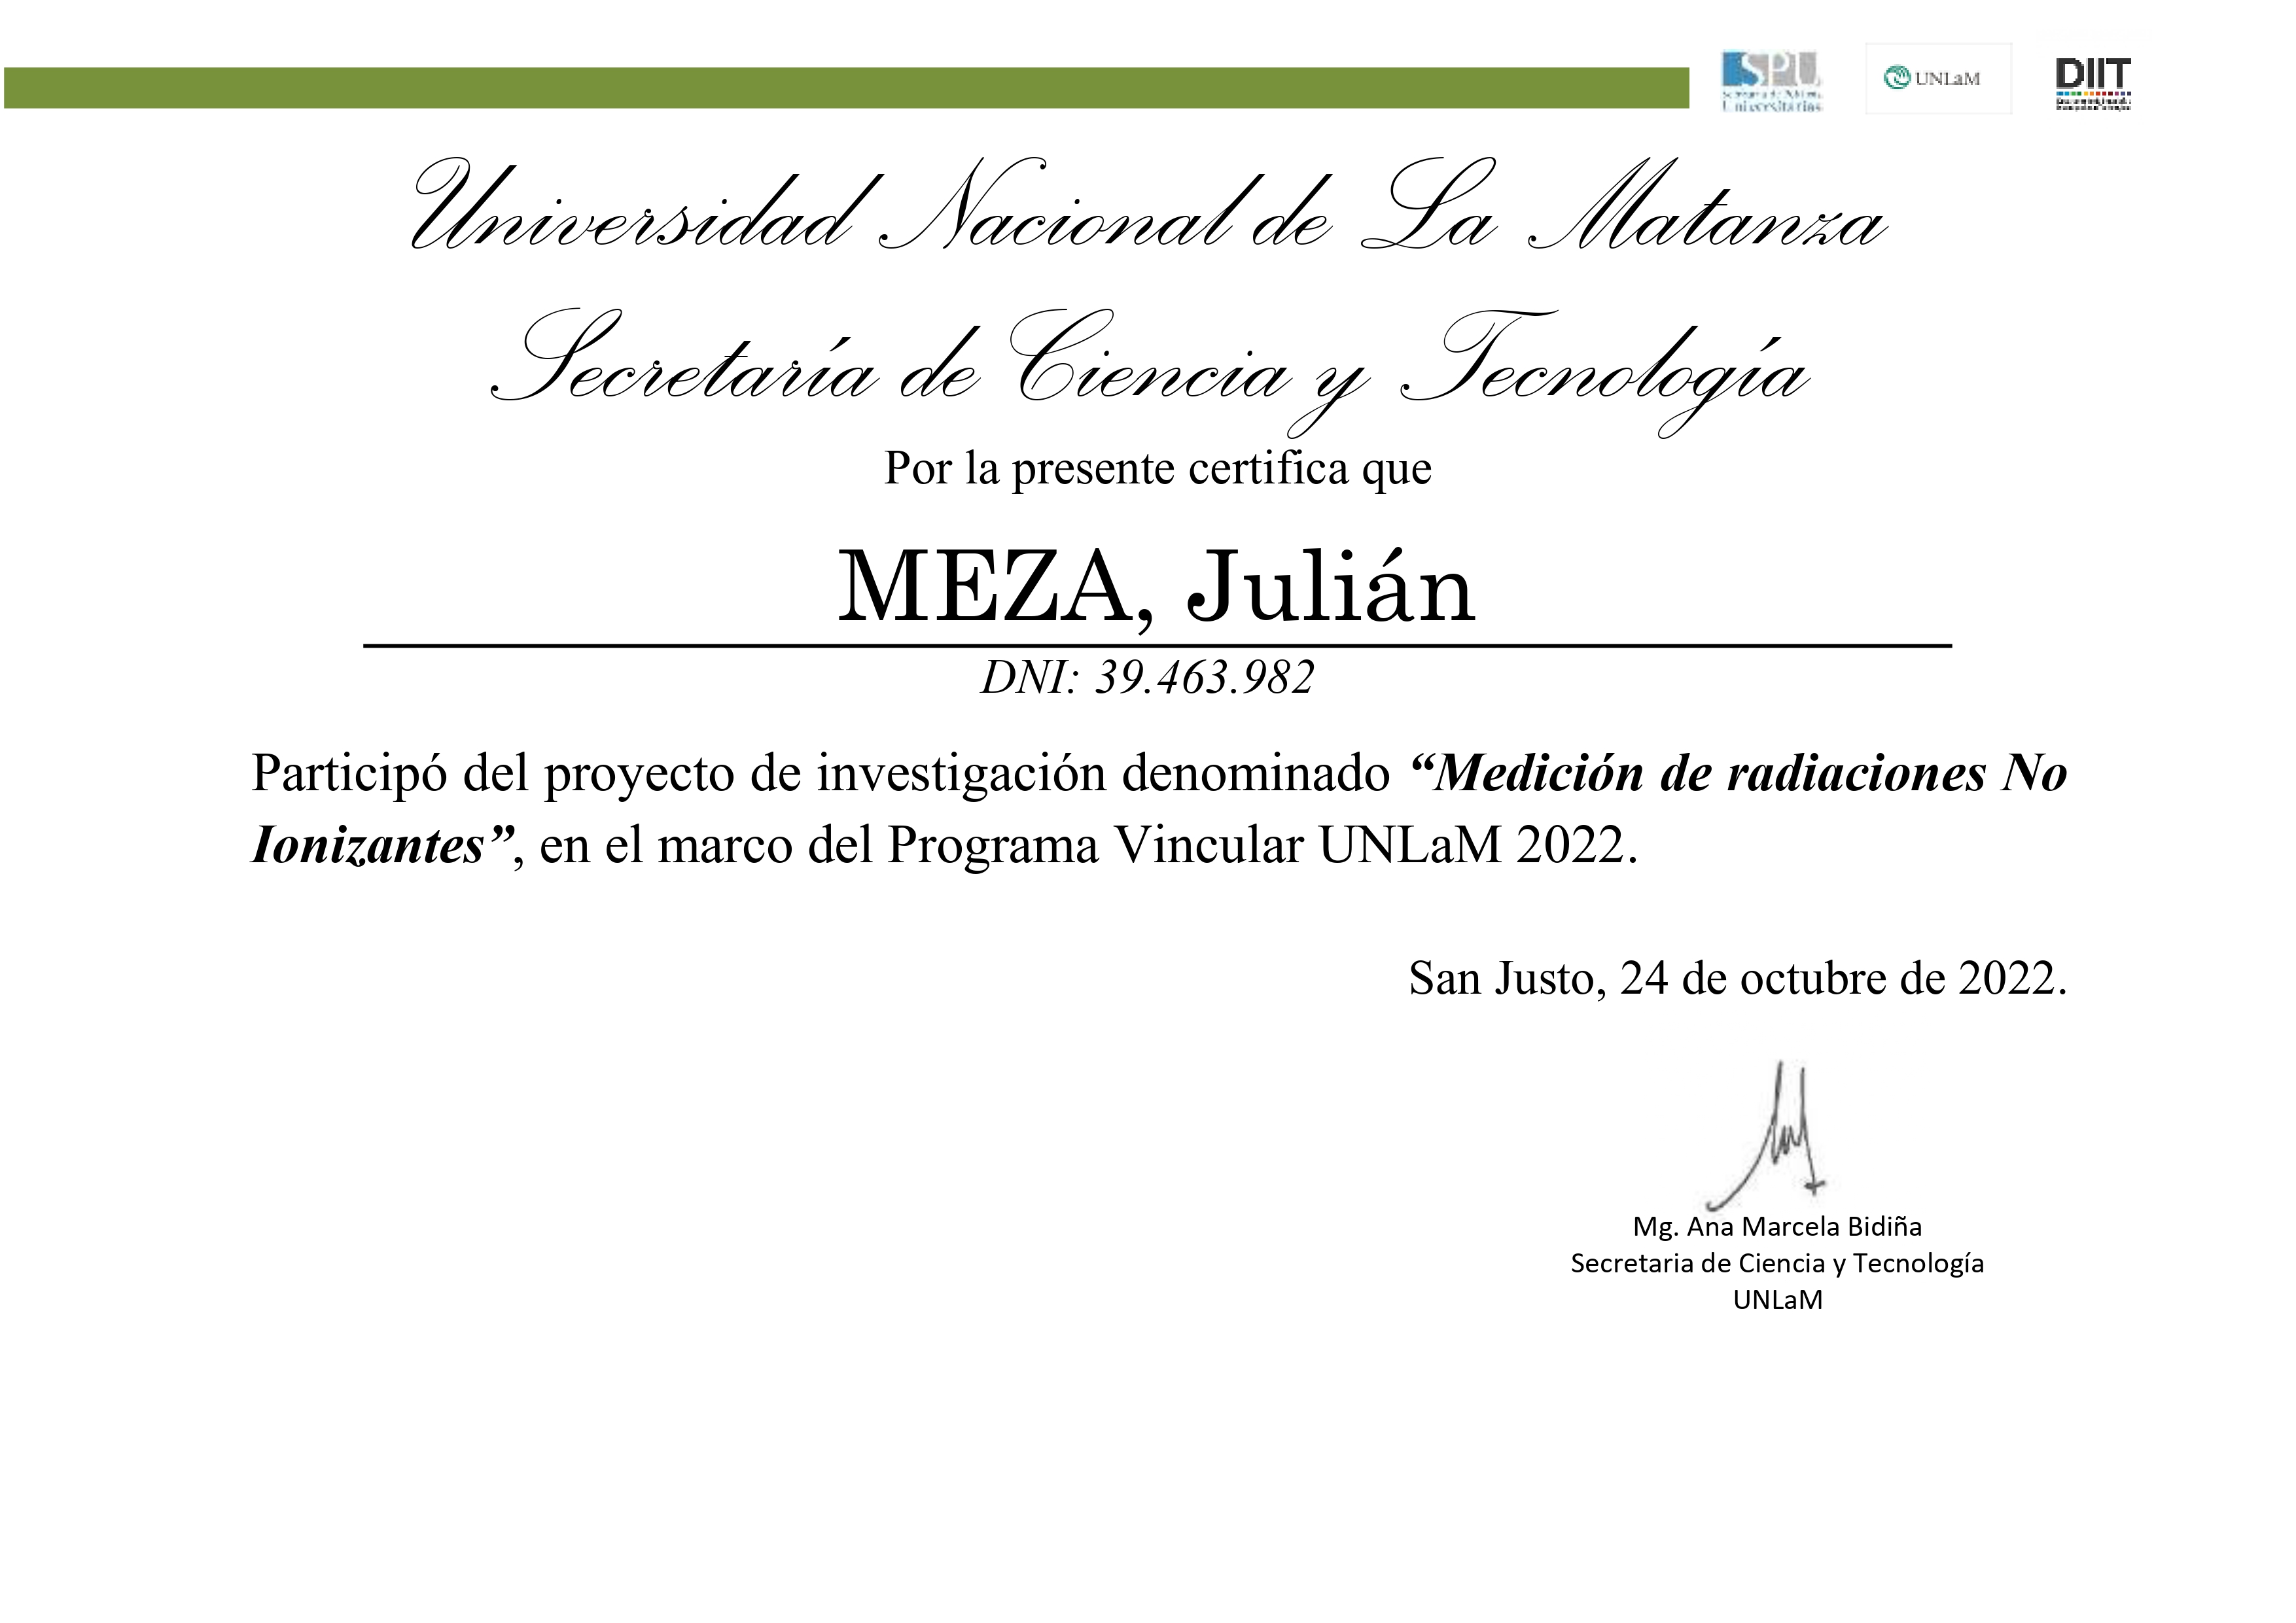 SPU
Universitarias
UNLaM
DIIT
Universidad Nacional de La Matanza
Secretaría de Ciencia y Tecnología
Por la presente certifica que
MEZA, Julián
DNI: 39.463.982
Participó del proyecto de investigación denominado “Medición de radiaciones No
Ionizantes”, en el marco del Programa Vincular UNLaM 2022.
San Justo, 24 de octubre de 2022.
Mg. Ana Marcela Bidiña
Secretaria de Ciencia y Tecnología
UNLaM